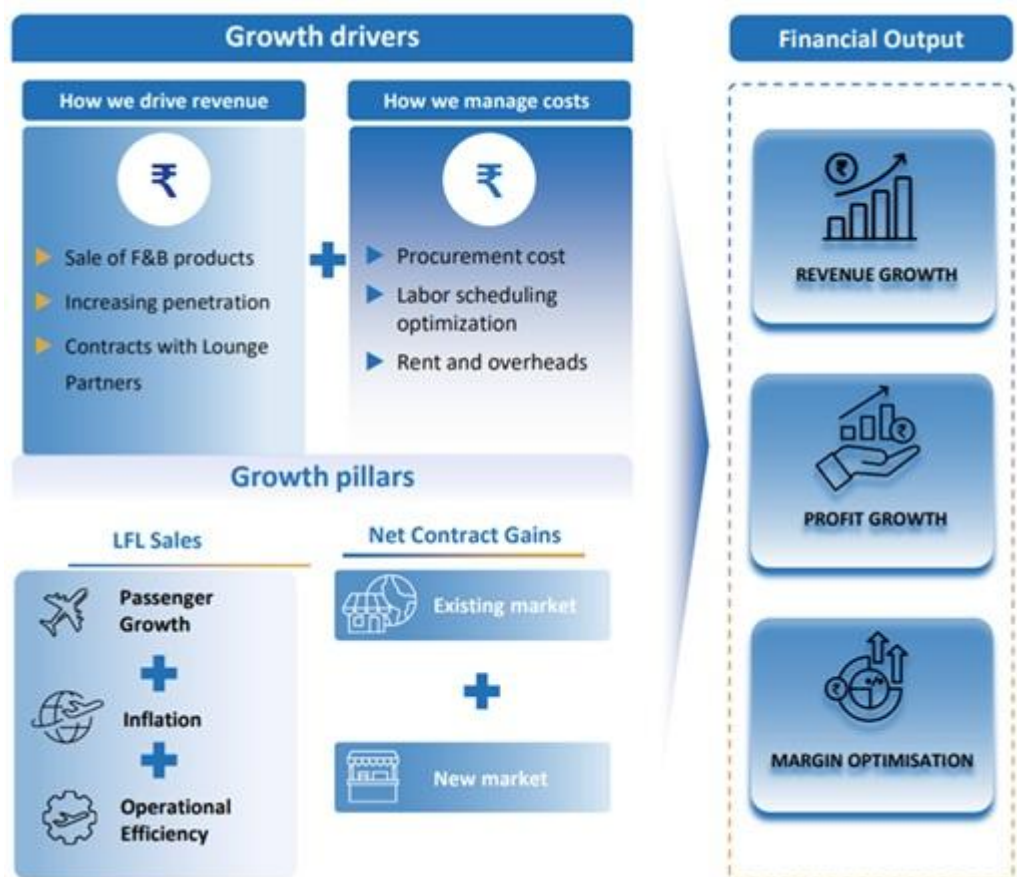 Growth drivers
How we drive revenue
₹
Sale of F&B products
Increasing penetration
Contracts with Lounge
Partners
How we manage costs
₹
Procurement cost
Labor scheduling
optimization
Rent and overheads
Growth pillars
LFL Sales
Passenger
Growth
Inflation
Operational
Efficiency
Net Contract Gains
Existing market
New market
Financial Output
₹
REVENUE GROWTH
₹
PROFIT GROWTH
₹
MARGIN OPTIMISATION